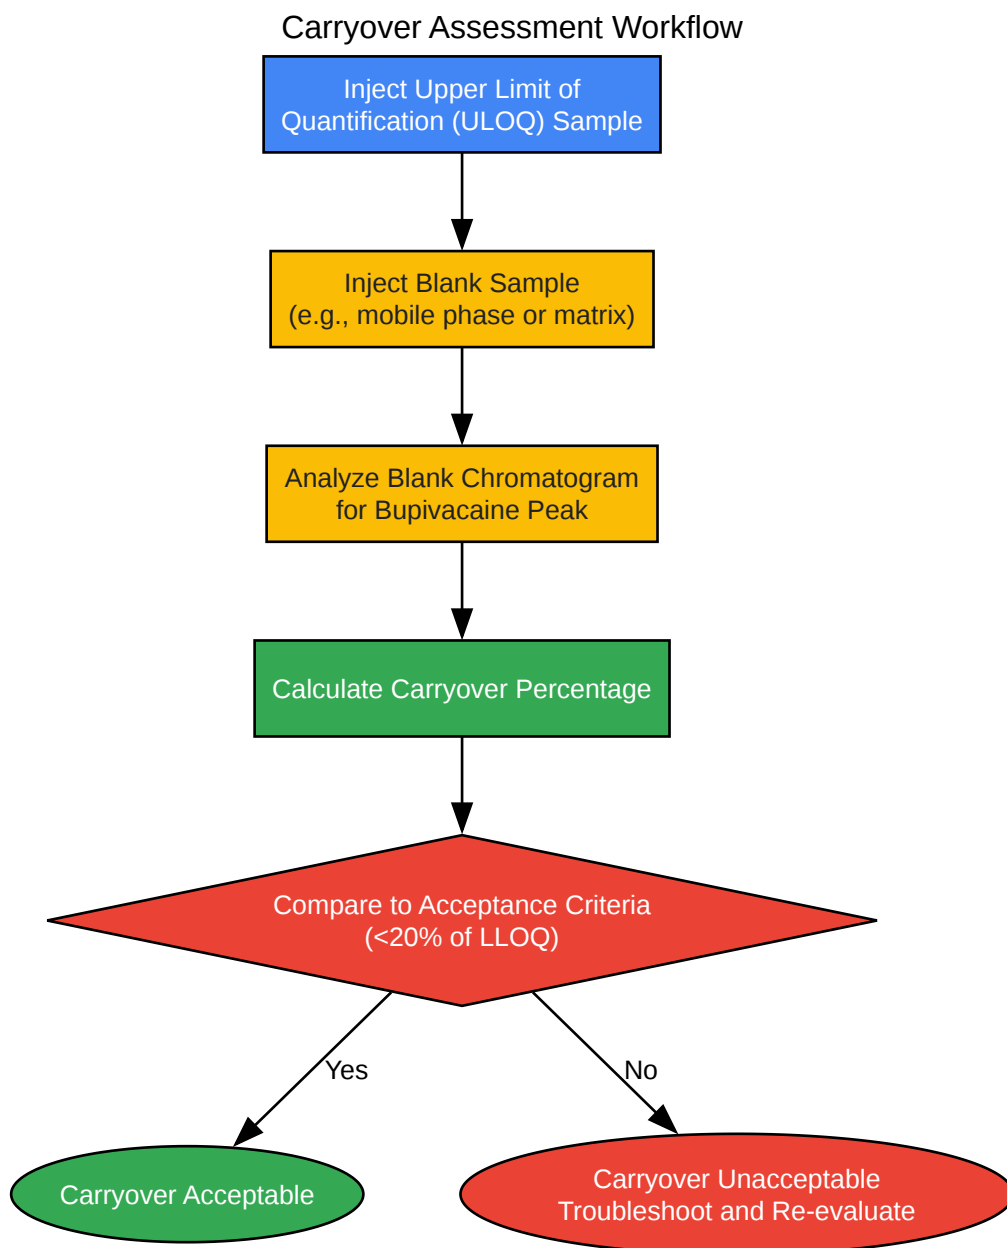 Carryover Assessment Workflow
Inject Upper Limit of
Quantification (ULOQ) Sample
Inject Blank Sample
(e.g., mobile phase or matrix)
Analyze Blank Chromatogram
for Bupivacaine Peak
Calculate Carryover Percentage
Compare to Acceptance Criteria
(<20% of LLOQ)
Yes
No
Carryover Acceptable
Carryover Unacceptable
Troubleshoot and Re-evaluate